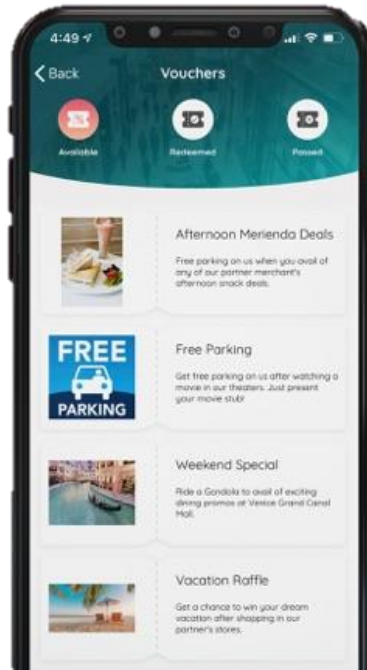 4:49
Back
Vouchers
Available
Redeemed
Passed
Afternoon Merienda Deals
Free parking on us when you avail of
any of our partner merchant's
afternoon snack deals.
FREE
PARKING
Free Parking
Get free parking on us after watching a
movie in our theaters. Just present
your movie stub!
Weekend Special
Ride a Gondola to avail of exciting
dining promos at Venice Grand Canal
Mall.
Vacation Raffle
Get a chance to win your dream
vacation after shopping in our
partner's stores.